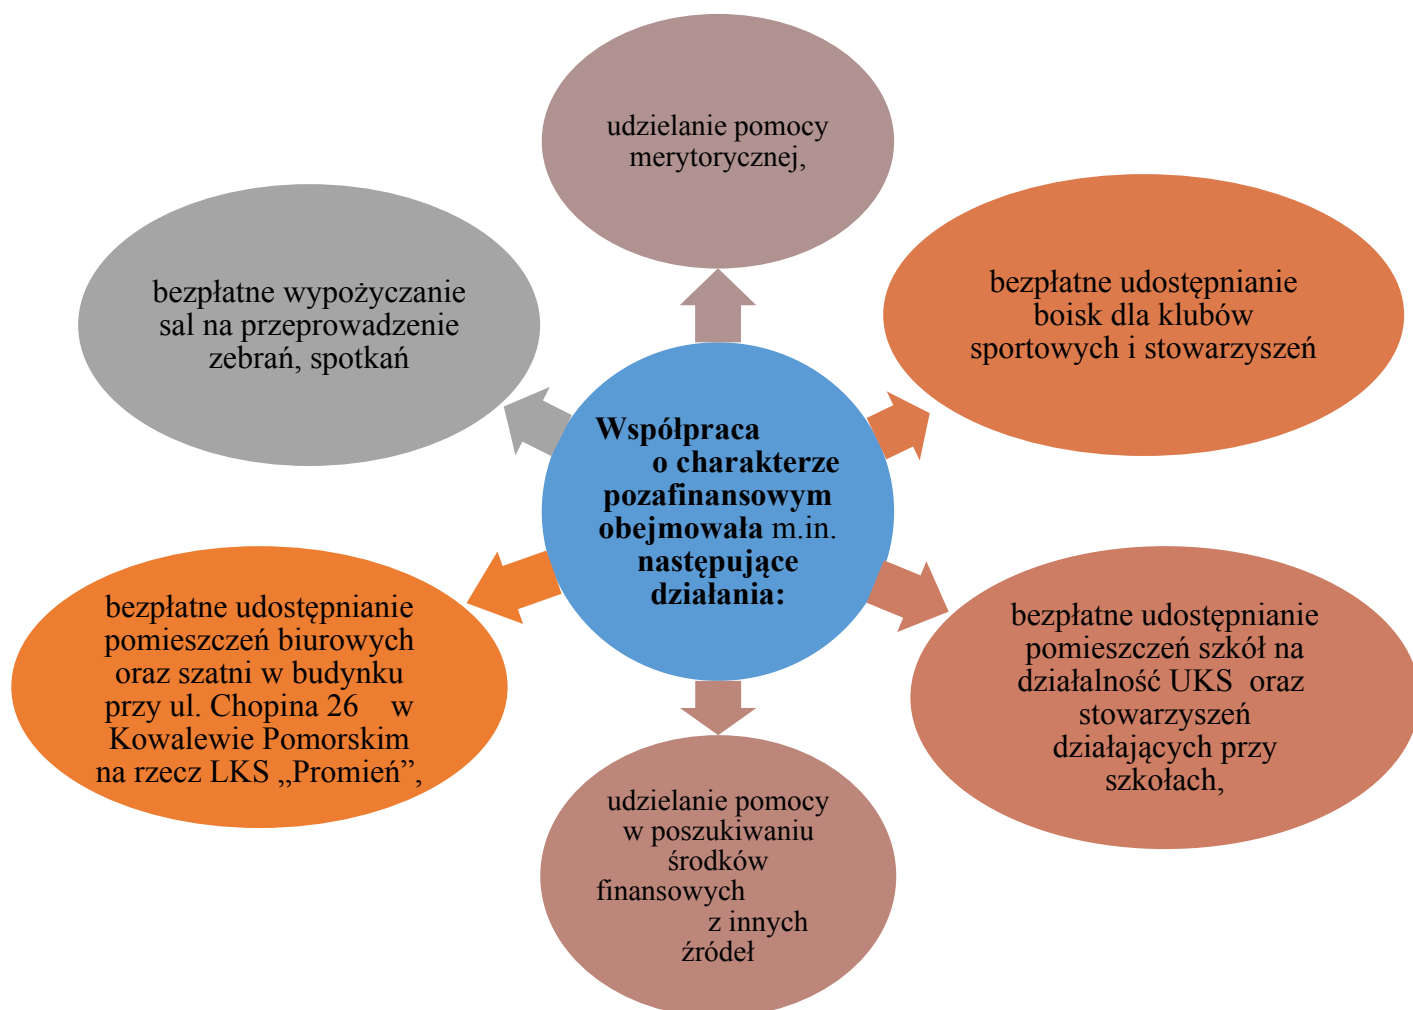 udzielanie pomocy
merytorycznej,
bezpłatne udostępnianie
boisk dla klubów
sportowych i stowarzyszeń
bezpłatne wypożyczanie
sal na przeprowadzenie
zebrań, spotkań
Współpraca
o charakterze
pozafinansowym
obejmowała m.in.
następujące
działania:
bezpłatne udostępnianie
pomieszczeń szkół na
działalność UKS oraz
stowarzyszeń
działających przy
szkołach,
bezpłatne udostępnianie
pomieszczeń biurowych
oraz szatni w budynku
przy ul. Chopina 26 w
Kowalewie Pomorskim
na rzecz LKS „Promień”,
udzielanie pomocy
w poszukiwaniu
środków
finansowych
z innych
źródeł